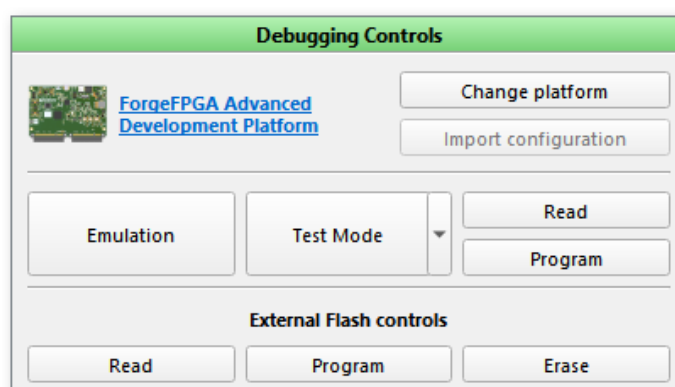 Debugging Controls
ForgeFPGA Advanced
Development Platform
Change platform
Import configuration
Emulation
Test Mode
Read
Program
External Flash controls
Read
Program
Erase